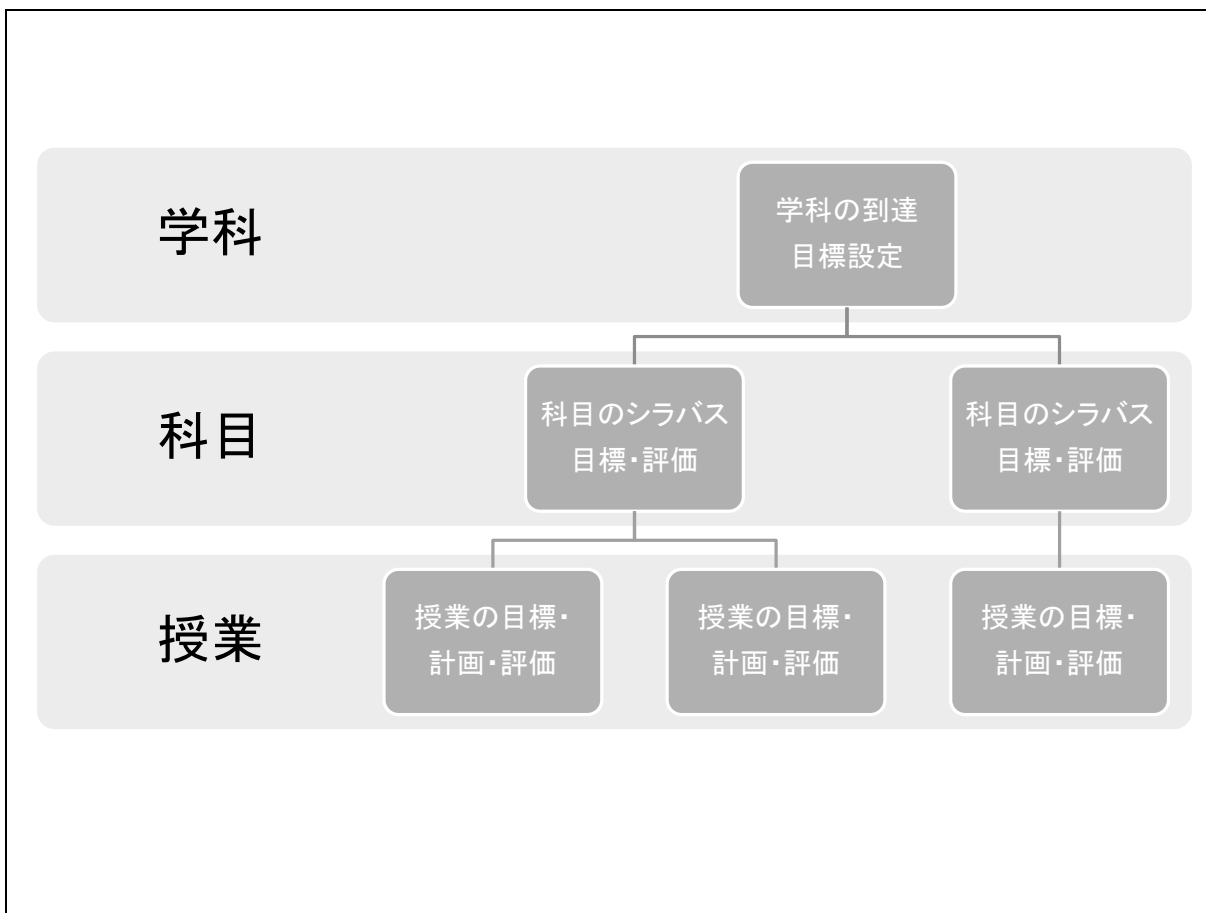 学科
学科の到達
目標設定
科目
科目のシラバス
目標・評価
科目のシラバス
目標・評価
授業
授業の目標・
計画・評価
授業の目標・
計画・評価
授業の目標・
計画・評価